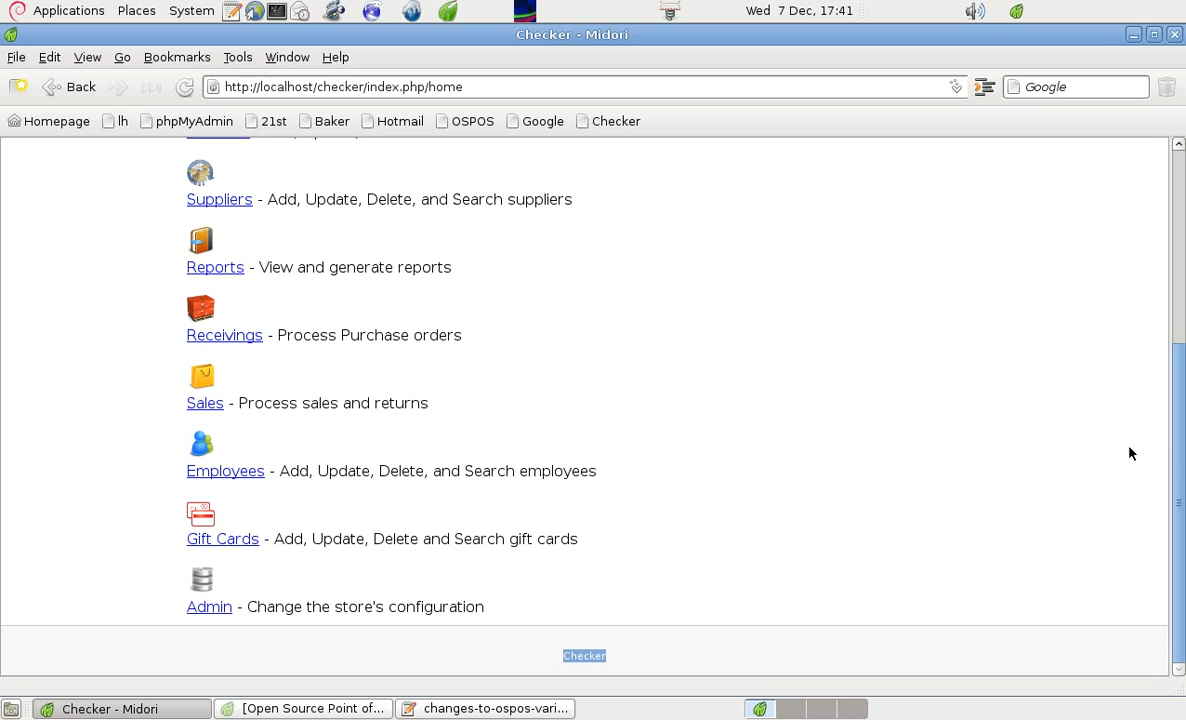 Applications Places System Wed 7 Dec, 17:41
Checker - Midori
File Edit View Go Bookmarks Tools Window Help
Back http://localhost/checker/index.php/home Google
Homepage lh phpMyAdmin 21st Baker Hotmail OSPOS Google Checker
Suppliers - Add, Update, Delete, and Search suppliers
Reports - View and generate reports
Receivings - Process Purchase orders
Sales - Process sales and returns
Employees - Add, Update, Delete, and Search employees
Gift Cards - Add, Update, Delete and Search gift cards
Admin - Change the store's configuration
Checker
Checker - Midori [Open Source Point of... changes-to-ospos-vari...